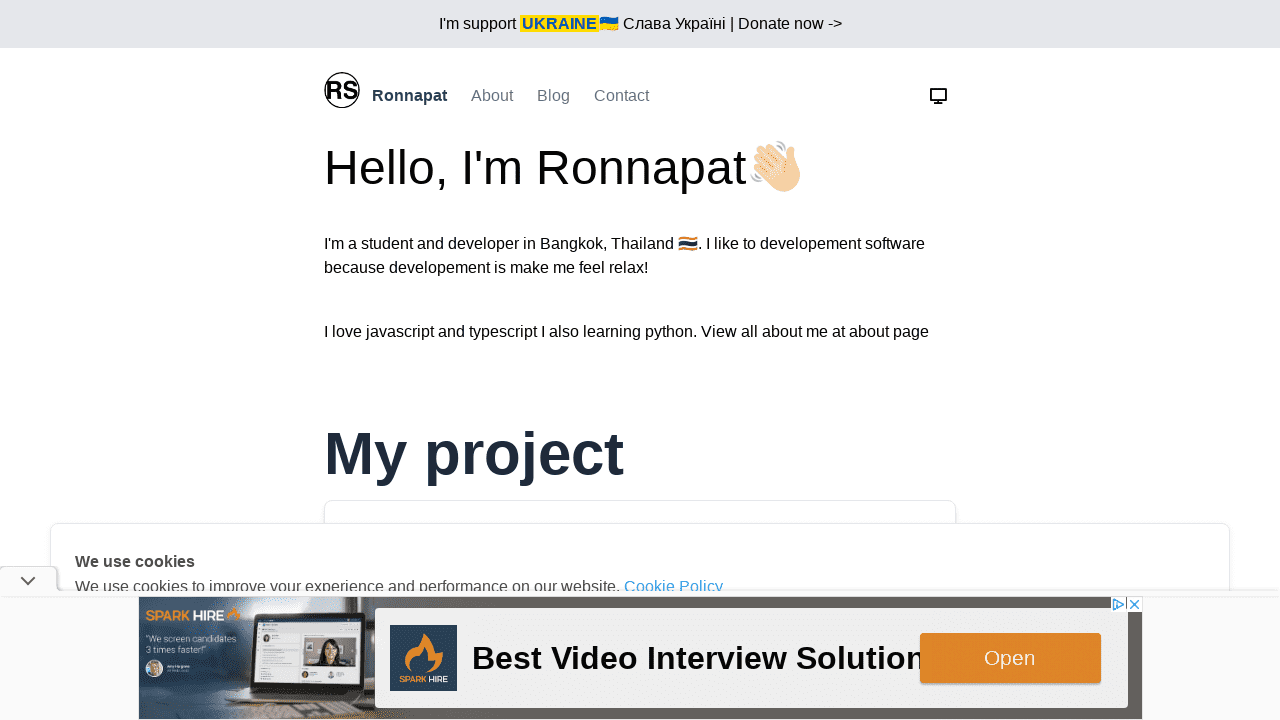 I'm support UKRAINE🇺🇦 Слава Україні | Donate now ->
RS
Ronnapat About Blog Contact
Hello, I'm Ronnapat👋🏻
I'm a student and developer in Bangkok, Thailand 🇹🇭. I like to developement software
because developement is make me feel relax!
I love javascript and typescript I also learning python. View all about me at about page
My project
We use cookies
We use cookies to improve your experience and performance on our website. Cookie Policy
SPARK HIRE
"We screen candidates
3 times faster!"
SPARK HIRE
Best Video Interview Solution
Open